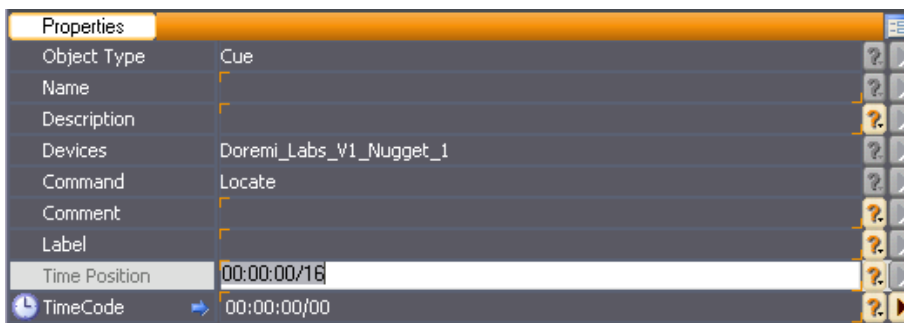 Properties
Object Type Cue
Name
Description
Devices Doremi_Labs_V1_Nugget_1
Command Locate
Comment
Label
Time Position 00:00:00/16
TimeCode 00:00:00/00